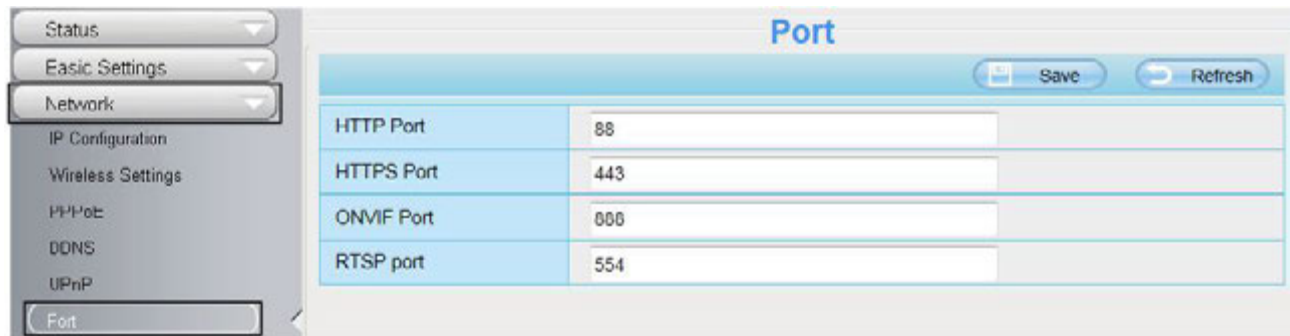 Status
Easic Settings
Network
IP Configuration
Wireless Settings
PPPoE
DDNS
UPnP
Port
Port
Save
Refresh
HTTP Port
88
HTTPS Port
443
ONVIF Port
888
RTSP port
554